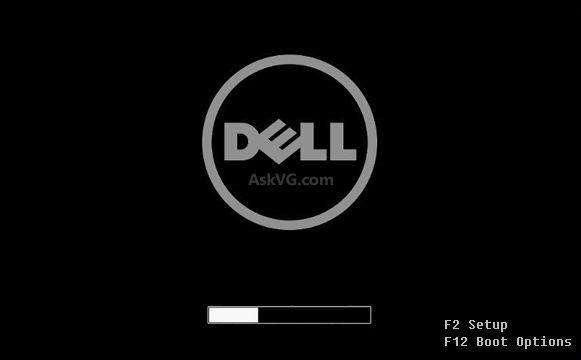 DELL
AskVG.com
F2 Setup
F12 Boot Options